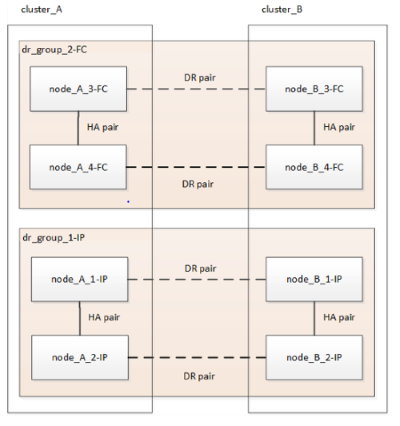 cluster_A
cluster_B
dr_group_2-FC
DR pair
node_A_3-FC
node_B_3-FC
HA pair
HA pair
node_A_4-FC
node_B_4-FC
DR pair
dr_group_1-IP
DR pair
node_A_1-IP
node_B_1-IP
HA pair
HA pair
node_A_2-IP
node_B_2-IP
DR pair